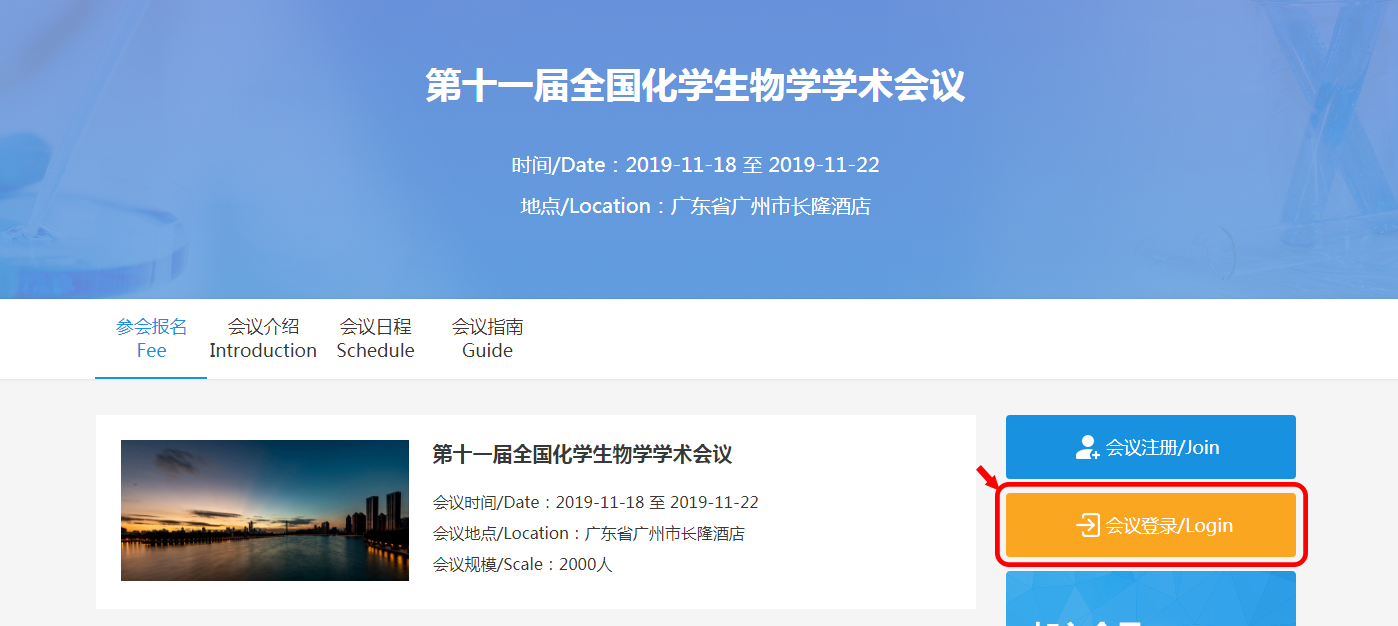 第十一届全国化学生物学学术会议
时间/Date：2019-11-18 至 2019-11-22
地点/Location：广东省广州市长隆酒店
参会报名
Fee
会议介绍
Introduction
会议日程
Schedule
会议指南
Guide
第十一届全国化学生物学学术会议
会议时间/Date：2019-11-18 至 2019-11-22
会议地点/Location：广东省广州市长隆酒店
会议规模/Scale：2000人
会议注册/Join
会议登录/Login